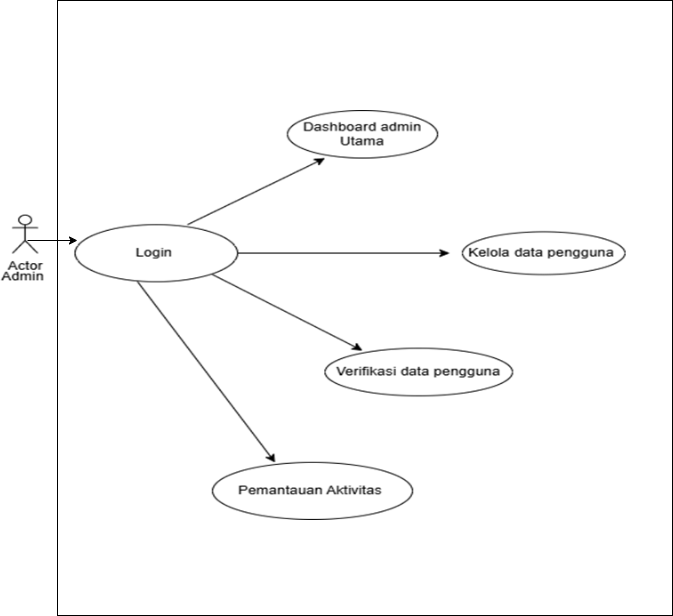 Dashboard admin
Utama
Actor
Admin
Login
Kelola data pengguna
Verifikasi data pengguna
Pemantauan Aktivitas